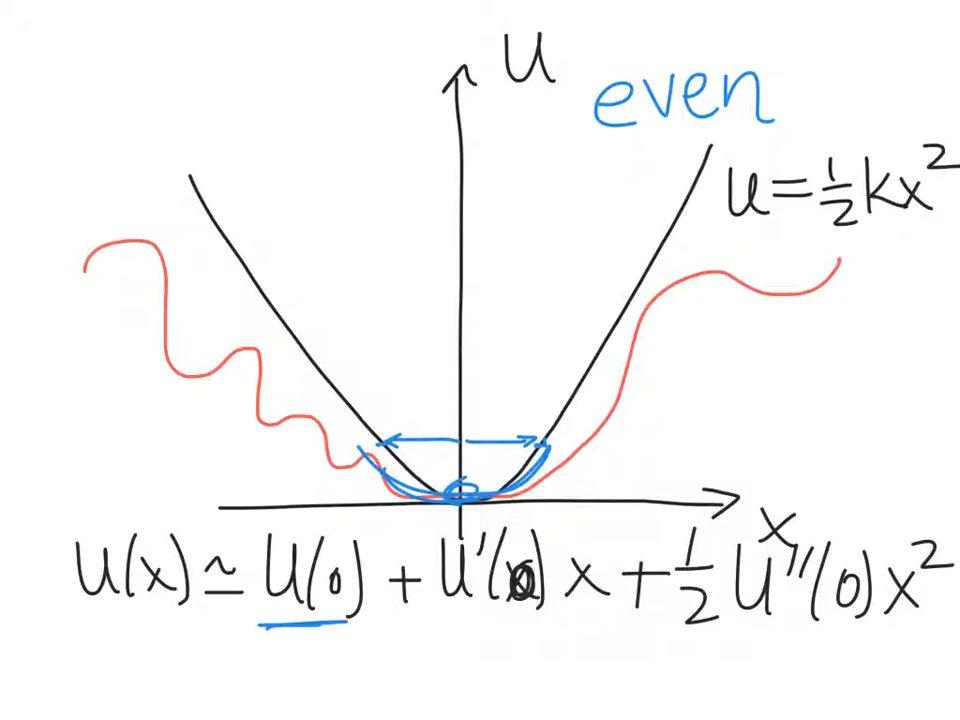 U
even
u=½kx²
x
U(x) ≃ U(0) + U'(0) x + ½ U''(0) x²